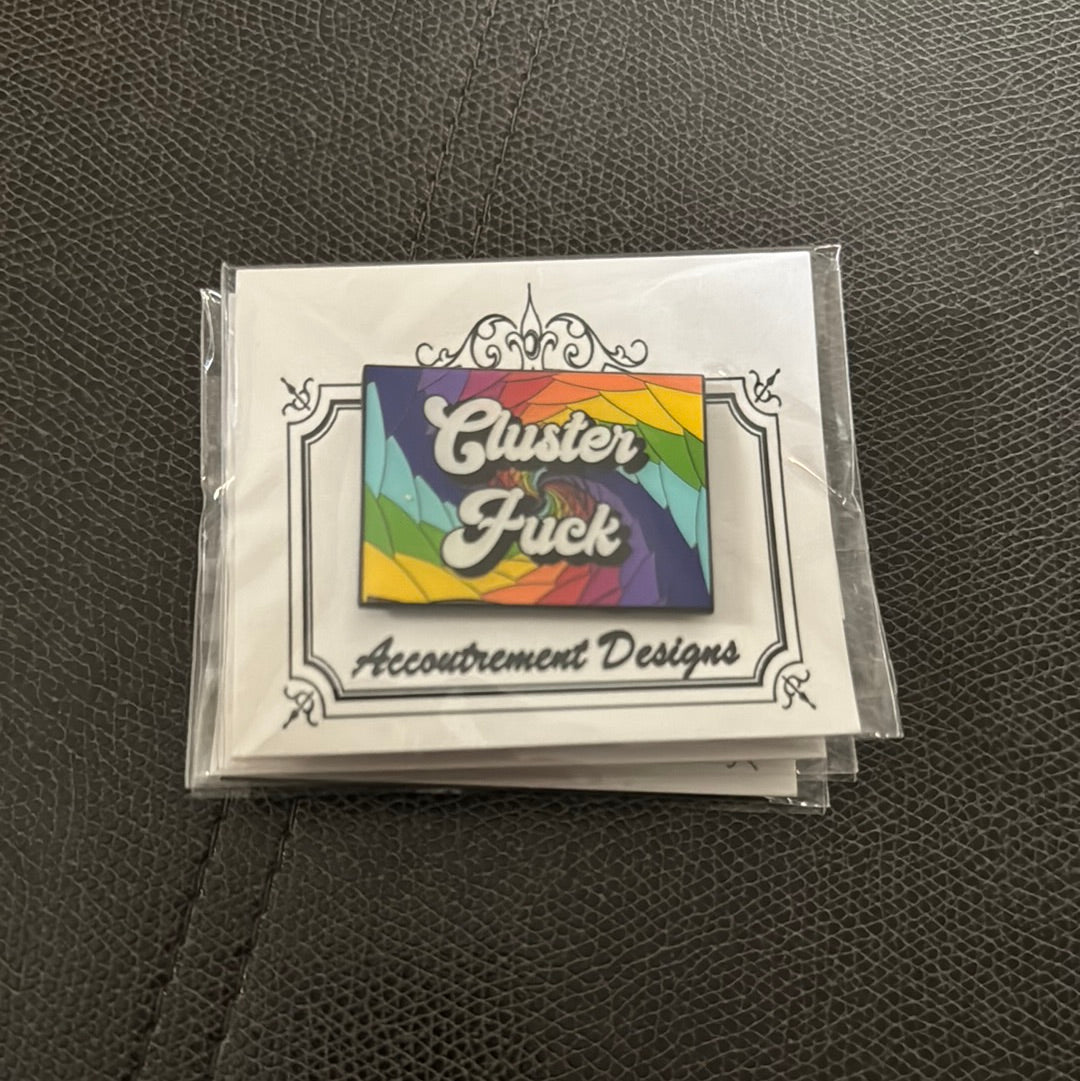 Cluster
Fuck
Accoutrement Designs